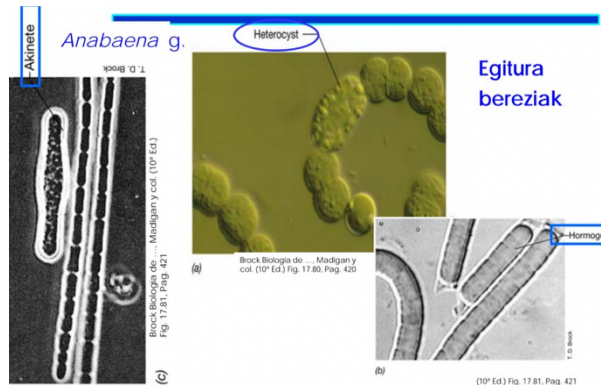 Akinete
Anabaena g.
T. D. Brock
Heterocyst
Egitura
bereziak
Brock Biología de ..., Madigan y col. (10ª Ed.)
Fig. 17.81, Pag. 421
(c)
(a)
Brock Biología de ..., Madigan y
col. (10ª Ed.) Fig. 17.80, Pag. 420
Hormog
T. D. Brock
(b)
(10ª Ed.) Fig. 17.81, Pag. 421